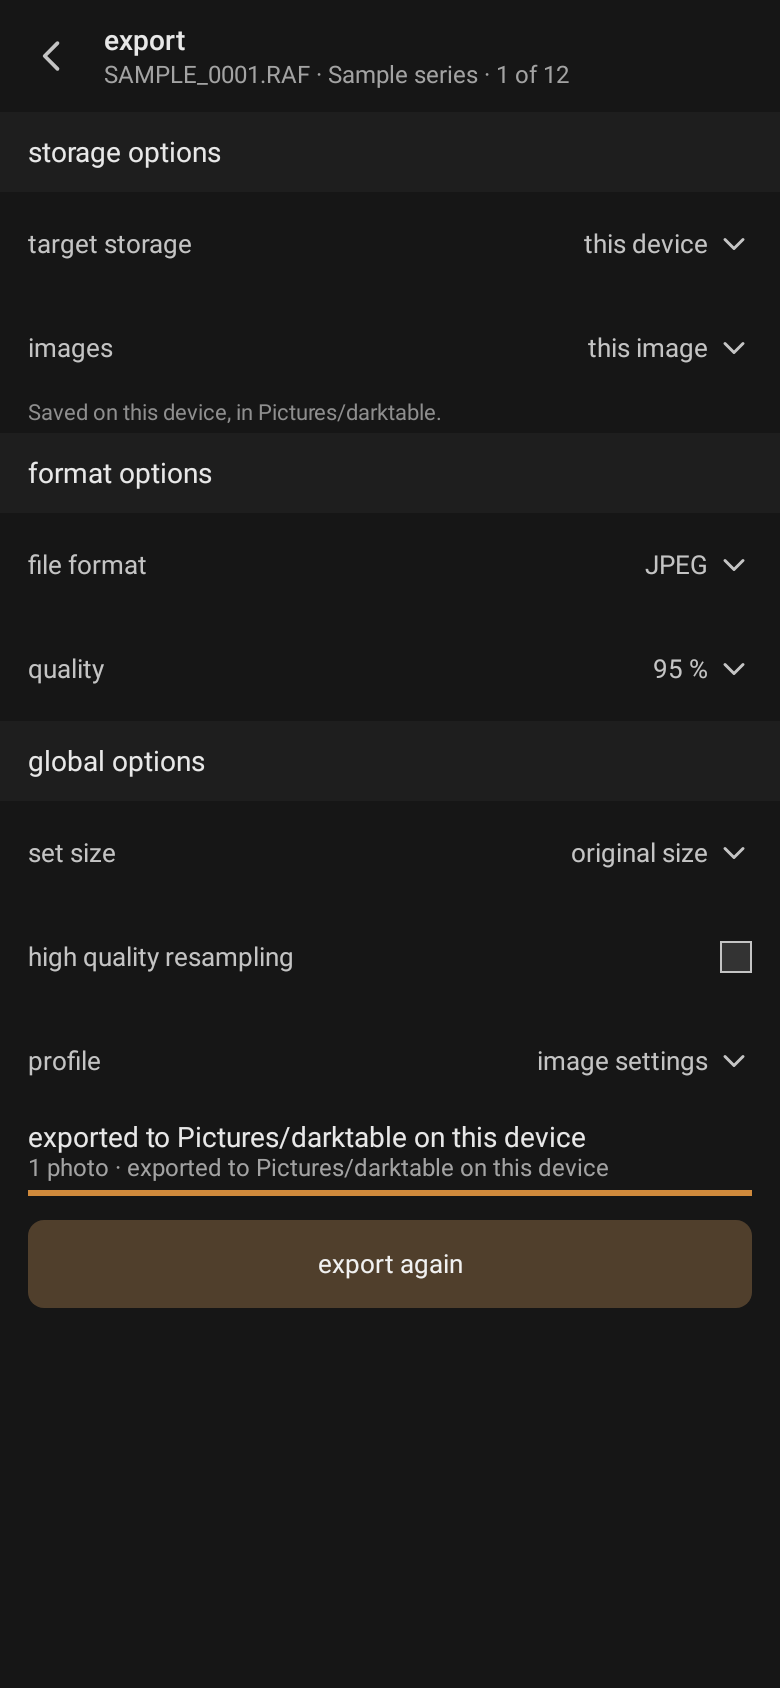 export
SAMPLE_0001.RAF · Sample series · 1 of 12
storage options
target storage this device
images this image
Saved on this device, in Pictures/darktable.
format options
file format JPEG
quality 95 %
global options
set size original size
high quality resampling
profile image settings
exported to Pictures/darktable on this device
1 photo · exported to Pictures/darktable on this device
export again